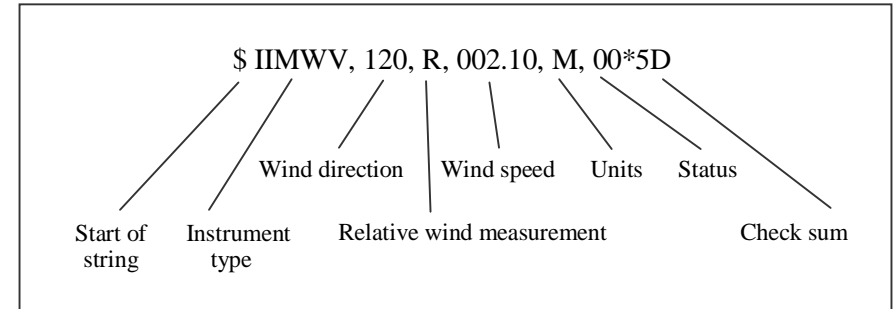 $ IIMWV, 120, R, 002.10, M, 00*5D
Wind direction Wind speed Units Status
Start of string Instrument type Relative wind measurement Check sum